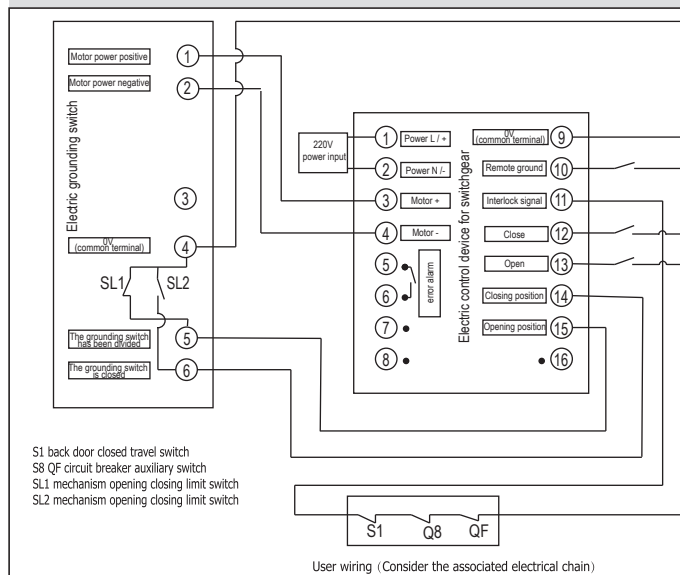 Electric grounding switch
Motor power positive
1
Motor power negative
2
3
0V
(common terminal)
4
SL1
SL2
The grounding switch
has been divided
5
The grounding switch
is closed
6
220V
power input
Electric control device for switchgear
1
Power L / +
2
Power N /-
3
Motor +
4
Motor -
5
6
error alarm
7
8
0V
(common terminal)
9
Remote ground
10
Interlock signal
11
Close
12
Open
13
Closing position
14
Opening position
15
16
S1 back door closed travel switch
S8 QF circuit breaker auxiliary switch
SL1 mechanism opening closing limit switch
SL2 mechanism opening closing limit switch
S1
Q8
QF
User wiring (Consider the associated electrical chain)